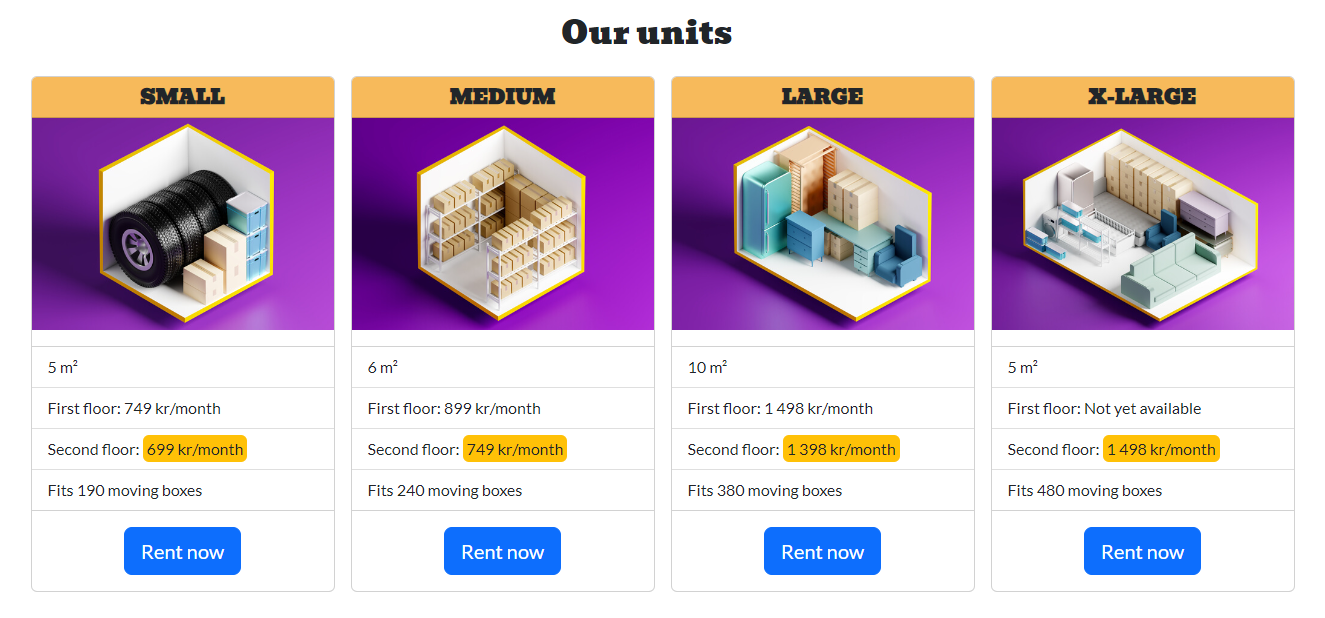 Our units
SMALL
5 m²
First floor: 749 kr/month
Second floor: 699 kr/month
Fits 190 moving boxes
Rent now
MEDIUM
6 m²
First floor: 899 kr/month
Second floor: 749 kr/month
Fits 240 moving boxes
Rent now
LARGE
10 m²
First floor: 1 498 kr/month
Second floor: 1 398 kr/month
Fits 380 moving boxes
Rent now
X-LARGE
5 m²
First floor: Not yet available
Second floor: 1 498 kr/month
Fits 480 moving boxes
Rent now